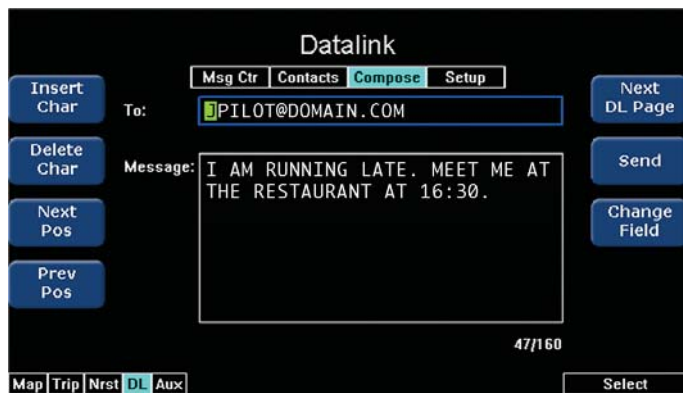 Datalink
Msg Ctr Contacts Compose Setup
Insert
Char
Delete
Char
Next
Pos
Prev
Pos
To: JPILOT@DOMAIN.COM
Message: I AM RUNNING LATE. MEET ME AT
THE RESTAURANT AT 16:30.
47/160
Next
DL Page
Send
Change
Field
Map Trip Nrst DL Aux
Select